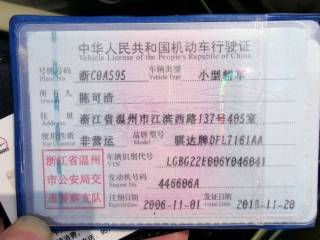 中华人民共和国机动车行驶证
Vehicle License of the People's Republic of China
号牌号码 浙C0A595 车辆类型 小型轿车
Plate No. Vehicle Type
所有人 陈可浩
Owner
住址 浙江省温州市江滨西路137号405室
Address
使用性质 非营运 品牌型号 骐达牌DFL7161AA
Use Character Model
浙江省温州市公安局交通警察支队
车辆识别代号 LGBG22E006Y046041
VIN
发动机号码 446606A
Engine No.
注册日期 2006-11-01 发证日期 2013-11-20
Register Date Issue Date